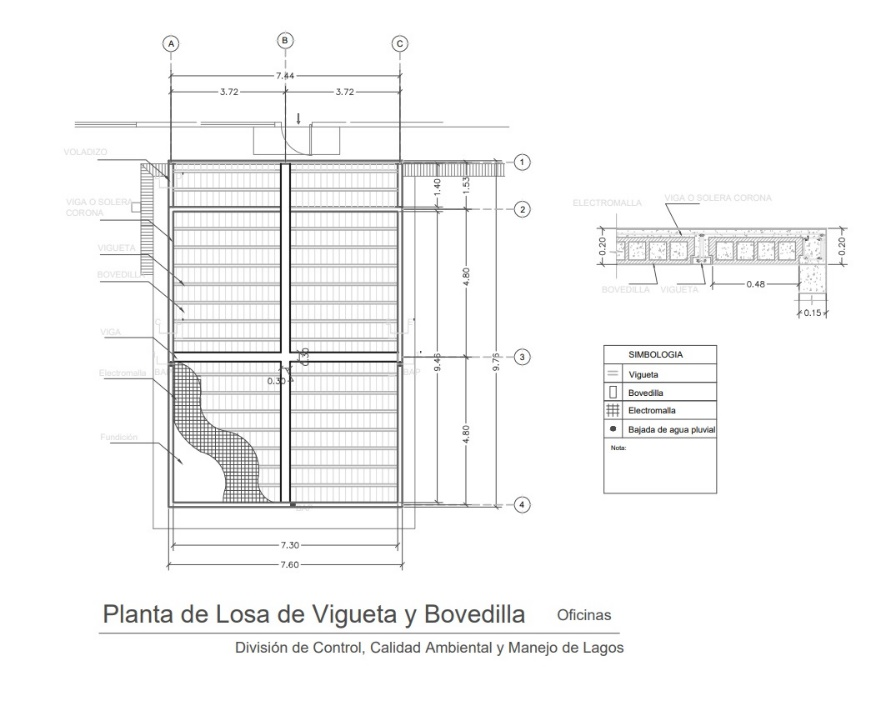 A
B
C
7.44
3.72
3.72
VOLADIZO
1
1.40
1.53
VIGA O SOLERA
CORONA
2
VIGUETA
BOVEDILLA
4.80
VIGA
3
0.30
0.30
9.46
9.75
Electromalla
BAP
BAP
Fundición
4.80
4
7.30
7.60
ELECTROMALLA
VIGA O SOLERA CORONA
0.20
0.20
BOVEDILLA
VIGUETA
0.48
0.15
SIMBOLOGIA
Vigueta
Bovedilla
Electromalla
Bajada de agua pluvial
Nota:
Planta de Losa de Vigueta y Bovedilla Oficinas
División de Control, Calidad Ambiental y Manejo de Lagos